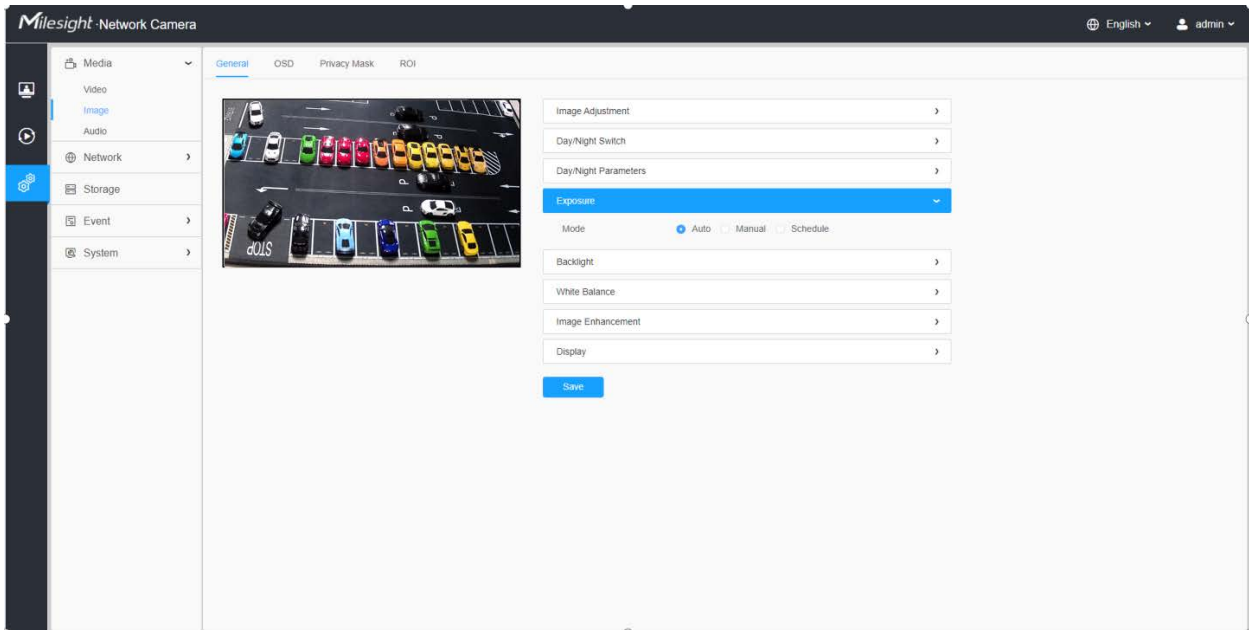 Milesight · Network Camera
English
admin
Media
Video
Image
Audio
Network
Storage
Event
System
General OSD Privacy Mask ROI
P
P
P
P
STOP
Image Adjustment
Day/Night Switch
Day/Night Parameters
Exposure
Mode Auto Manual Schedule
Backlight
White Balance
Image Enhancement
Display
Save